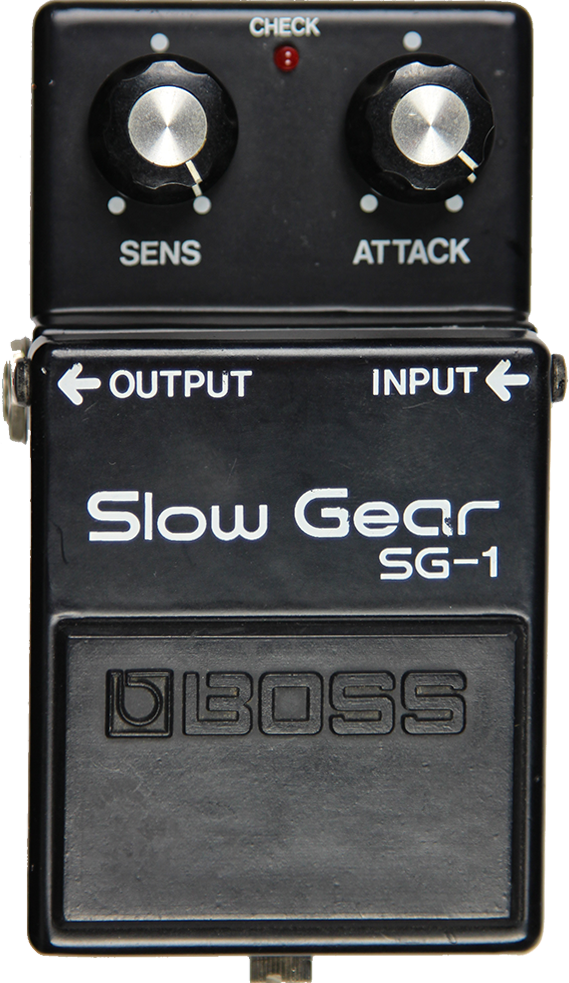 CHECK
SENS ATTACK
OUTPUT INPUT
Slow Gear
SG-1
BOSS